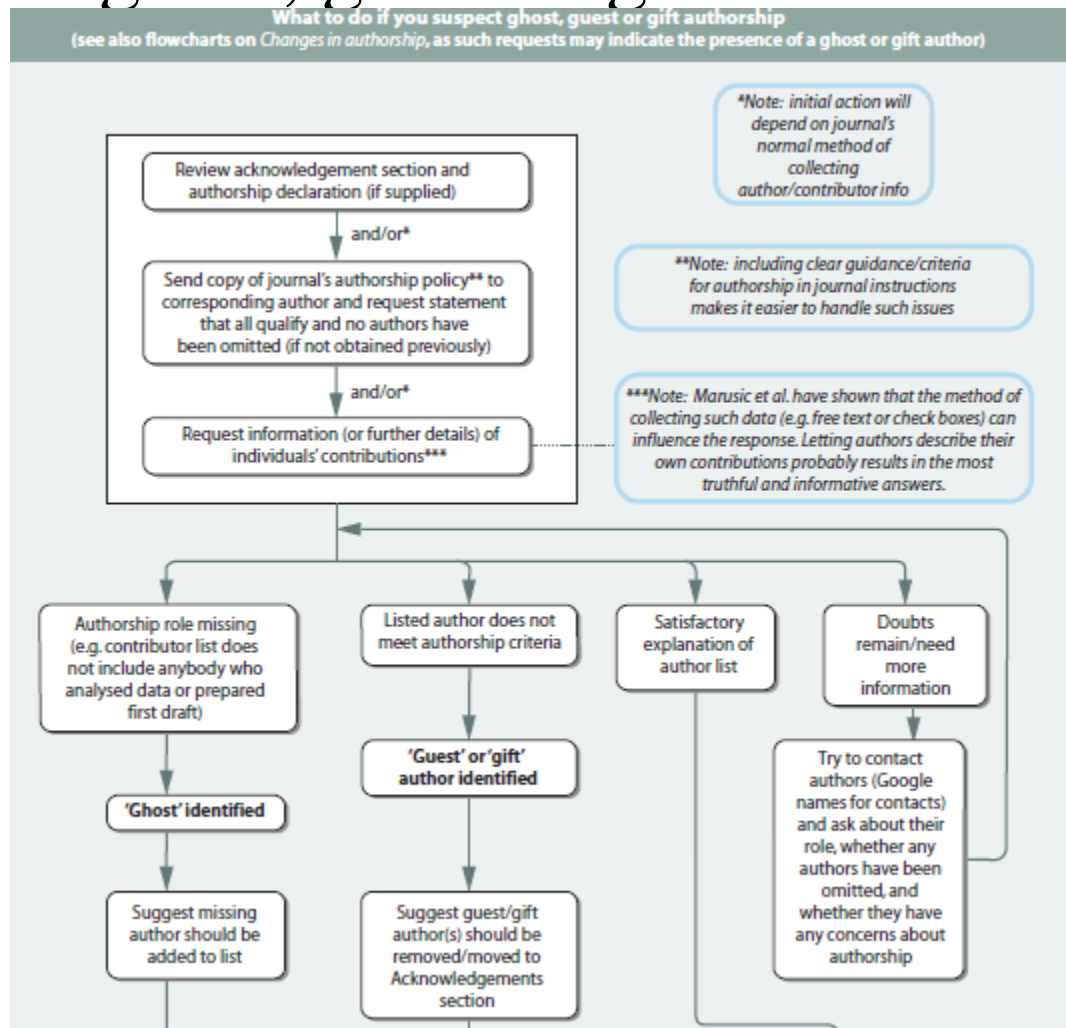 What to do if you suspect ghost, guest or gift authorship
(see also flowcharts on Changes in authorship, as such requests may indicate the presence of a ghost or gift author)
*Note: initial action will
depend on journal's
normal method of
collecting
author/contributor info
Review acknowledgement section and
authorship declaration (if supplied)
and/or*
Send copy of journal's authorship policy** to
corresponding author and request statement
that all qualify and no authors have
been omitted (if not obtained previously)
**Note: including clear guidance/criteria
for authorship in journal instructions
makes it easier to handle such issues
and/or*
Request information (or further details) of
individuals' contributions***
***Note: Marusic et al. have shown that the method of
collecting such data (e.g. free text or check boxes) can
influence the response. Letting authors describe their
own contributions probably results in the most
truthful and informative answers.
Authorship role missing
(e.g. contributor list does
not include anybody who
analysed data or prepared
first draft)
Listed author does not
meet authorship criteria
Satisfactory
explanation of
author list
Doubts
remain/need
more
information
'Guest' or 'gift'
author identified
'Ghost' identified
Try to contact
authors (Google
names for contacts)
and ask about their
role, whether any
authors have been
omitted, and
whether they have
any concerns about
authorship
Suggest missing
author should be
added to list
Suggest guest/gift
author(s) should be
removed/moved to
Acknowledgements
section